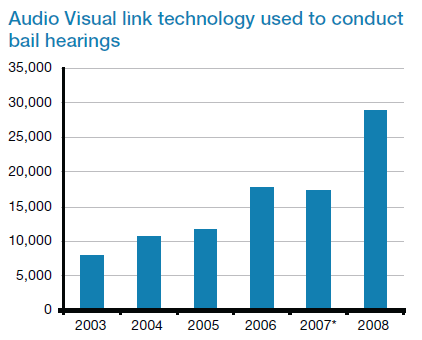 Audio Visual link technology used to conduct
bail hearings
35,000
30,000
25,000
20,000
15,000
10,000
5,000
0
2003 2004 2005 2006 2007* 2008